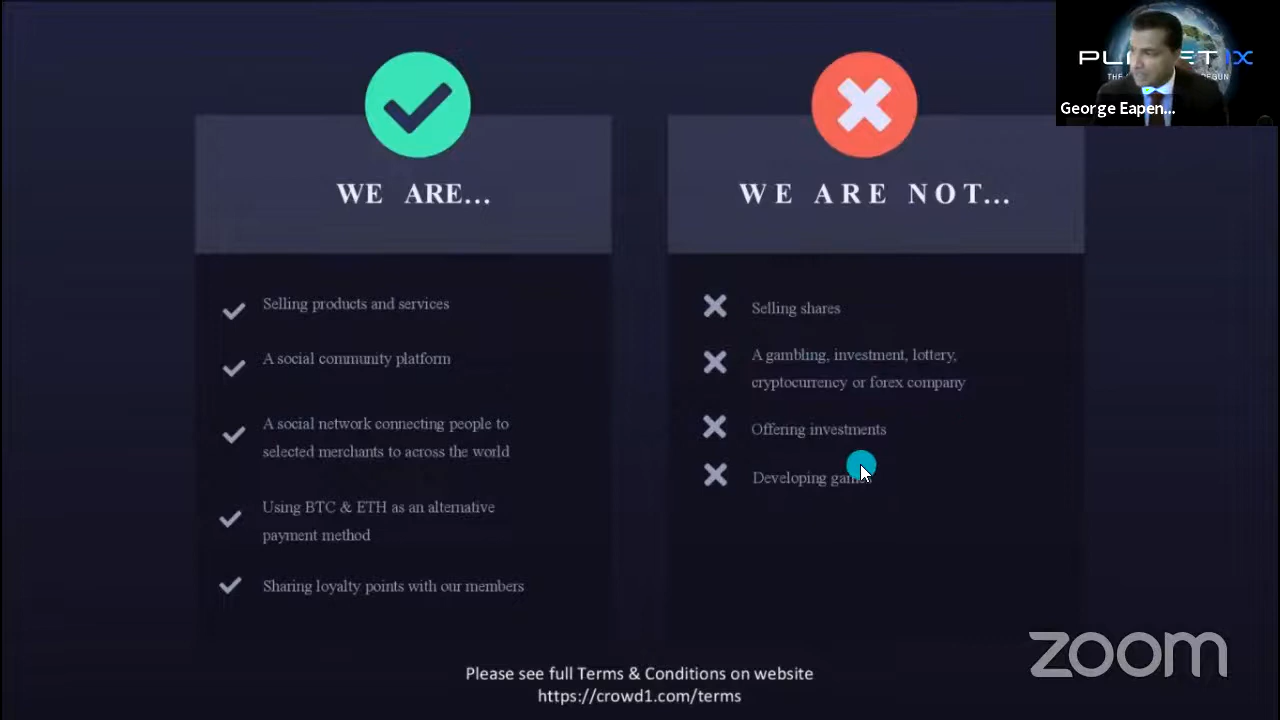 WE ARE...
Selling products and services
A social community platform
A social network connecting people to
selected merchants to across the world
Using BTC & ETH as an alternative
payment method
Sharing loyalty points with our members
WE ARE NOT...
Selling shares
A gambling, investment, lottery,
cryptocurrency or forex company
Offering investments
Developing games
Please see full Terms & Conditions on website
https://crowd1.com/terms
George Eapen...
zoom